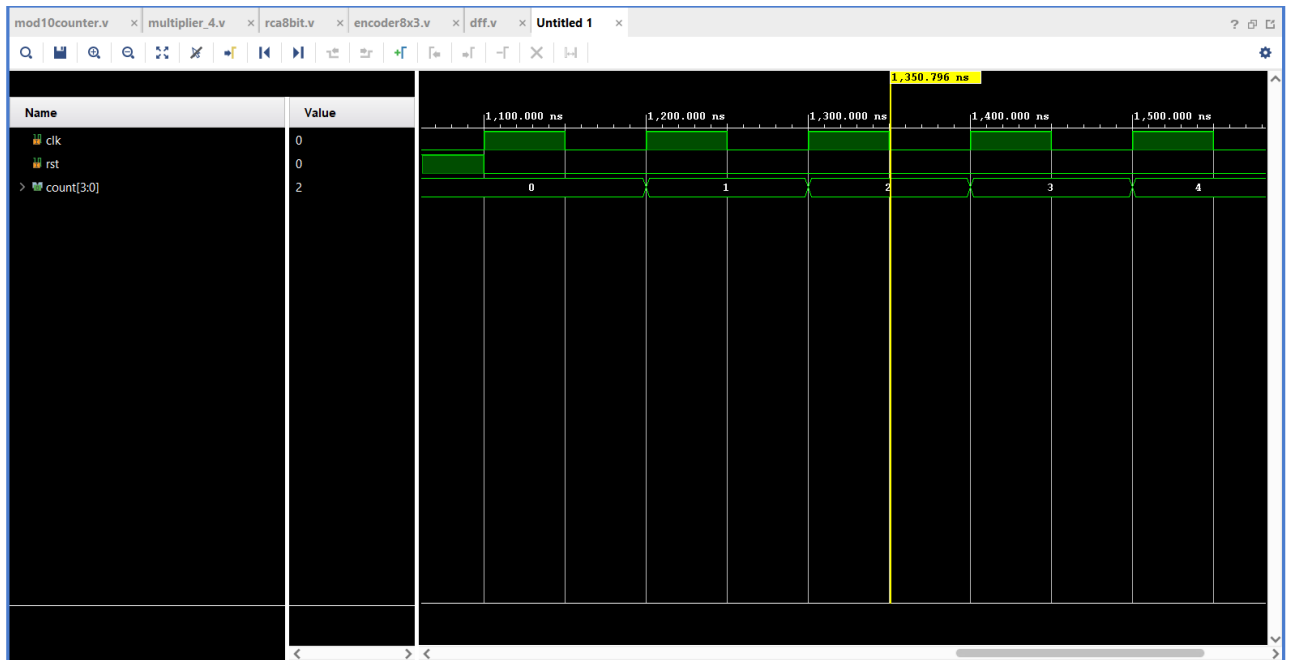 mod10counter.v × multiplier_4.v × rca8bit.v × encoder8x3.v × dff.v × Untitled 1 × ?
1,350.796 ns
Name Value 1,100.000 ns 1,200.000 ns 1,300.000 ns 1,400.000 ns 1,500.000 ns
clk 0
rst 0
> count[3:0] 2 0 1 2 3 4